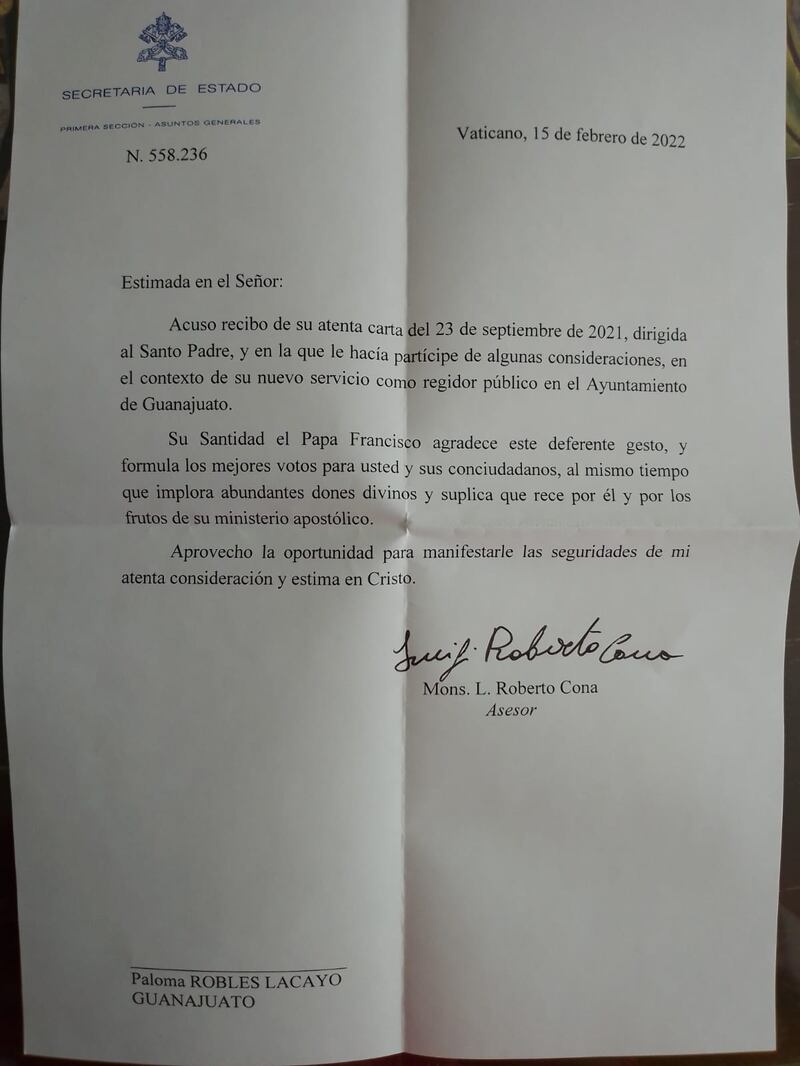 SECRETARIA DE ESTADO
PRIMERA SECCIÓN - ASUNTOS GENERALES
N. 558.236
Vaticano, 15 de febrero de 2022
Estimada en el Señor:
Acuso recibo de su atenta carta del 23 de septiembre de 2021, dirigida
al Santo Padre, y en la que le hacía partícipe de algunas consideraciones, en
el contexto de su nuevo servicio como regidor público en el Ayuntamiento
de Guanajuato.
Su Santidad el Papa Francisco agradece este deferente gesto, y
formula los mejores votos para usted y sus conciudadanos, al mismo tiempo
que implora abundantes dones divinos y suplica que rece por él y por los
frutos de su ministerio apostólico.
Aprovecho la oportunidad para manifestarle las seguridades de mi
atenta consideración y estima en Cristo.
Luigi Roberto Cona
Mons. L. Roberto Cona
Asesor
Paloma ROBLES LACAYO
GUANAJUATO